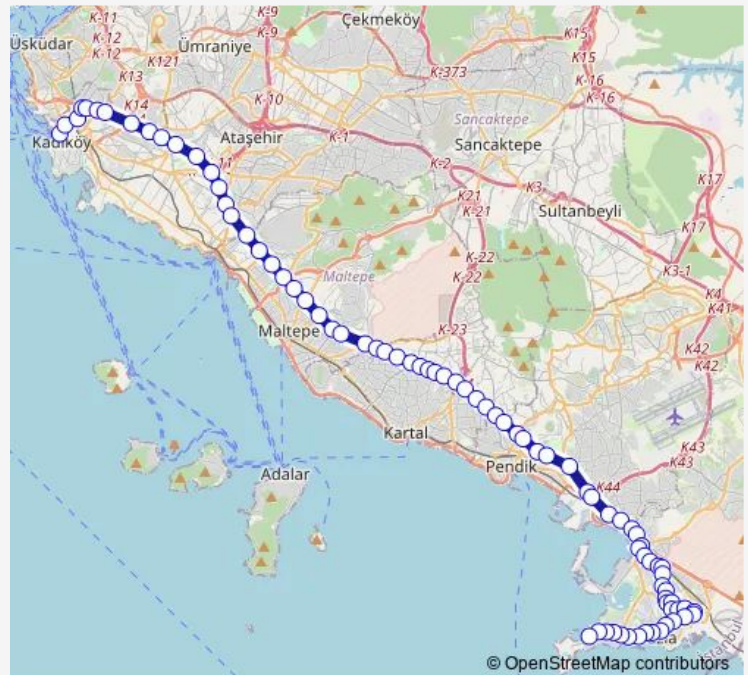 Çekmeköy
K-11
K-9
K-9
K15
Üsküdar
K-12
K-12
Ümraniye
K121
K-373
K15
K-16
K-16
K13
K14
K-10
Sancaktepe
Kadıköy
Ataşehir
K-1
Sancaktepe
K-2
11
K21
K-21
K3
K17
Sultanbeyli
K17
K-22
K-22
K3-1
Maltepe
K4
K41
Maltepe
K-23
K42
K42
Kartal
K43
K43
Pendik
Adalar
K44
İstanbul
© OpenStreetMap contributors